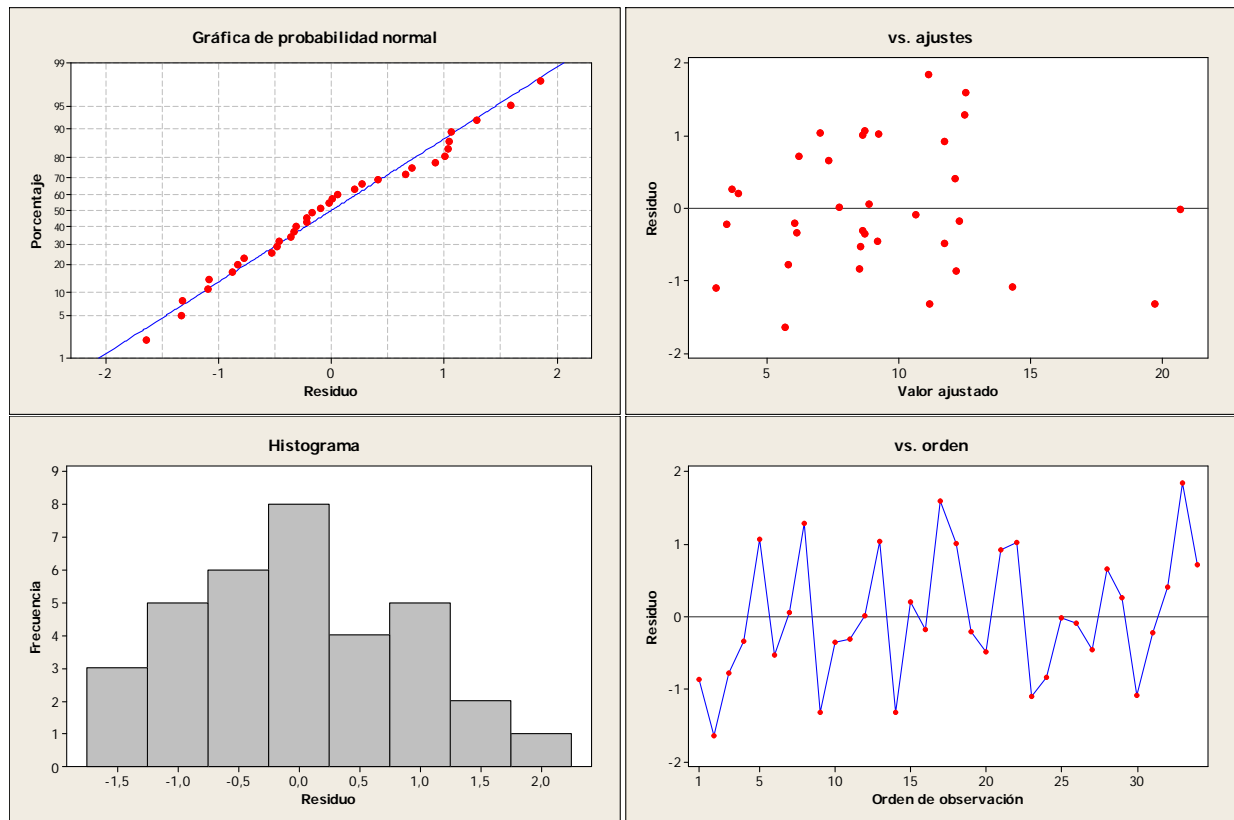 Gráfica de probabilidad normal
99
95
90
80
70
60
50
40
30
20
10
5
1
Porcentaje
-2 -1 0 1 2
Residuo
vs. ajustes
2
1
0
-1
-2
Residuo
5 10 15 20
Valor ajustado
Histograma
9
8
7
6
5
4
3
2
1
0
Frecuencia
-1,5 -1,0 -0,5 0,0 0,5 1,0 1,5 2,0
Residuo
vs. orden
2
1
0
-1
-2
Residuo
1 5 10 15 20 25 30
Orden de observación